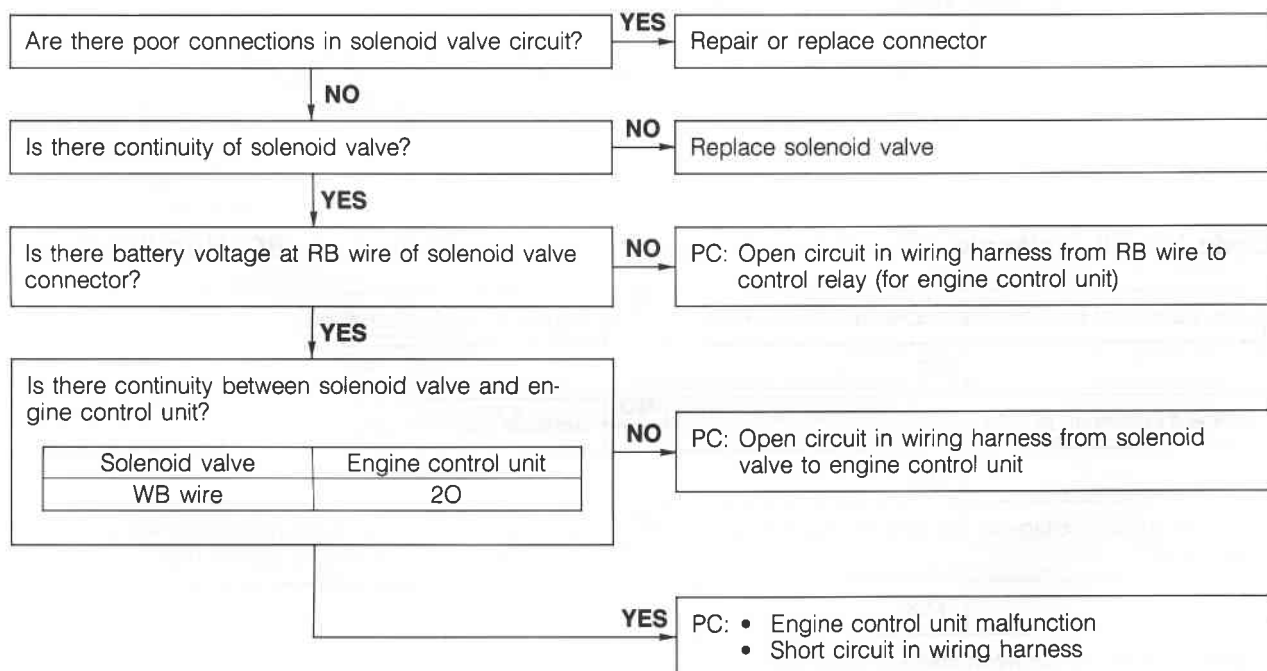 Are there poor connections in solenoid valve circuit?
YES
Repair or replace connector
NO
Is there continuity of solenoid valve?
NO
Replace solenoid valve
YES
Is there battery voltage at RB wire of solenoid valve
connector?
NO
PC: Open circuit in wiring harness from RB wire to
control relay (for engine control unit)
YES
Is there continuity between solenoid valve and en-
gine control unit?
Solenoid valve Engine control unit
WB wire 2O
NO
PC: Open circuit in wiring harness from solenoid
valve to engine control unit
YES
PC: • Engine control unit malfunction
• Short circuit in wiring harness